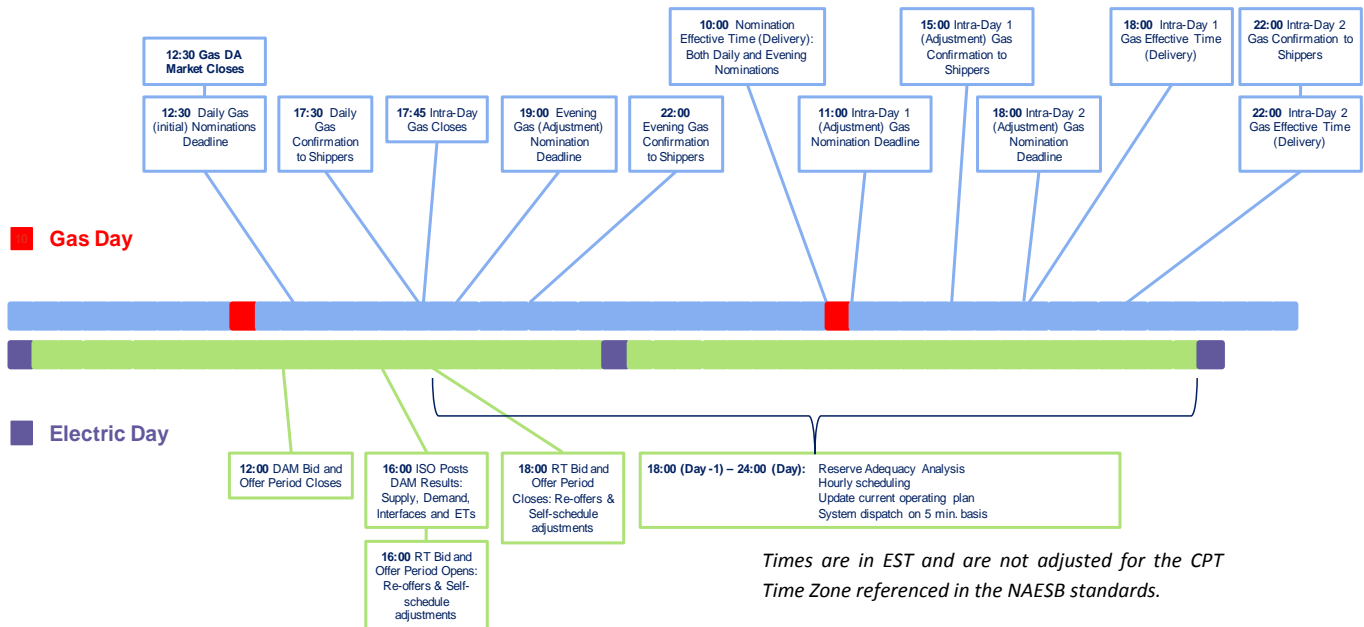 12:30 Gas DA
Market Closes
10:00 Nomination
Effective Time (Delivery):
Both Daily and Evening
Nominations
15:00 Intra-Day 1
(Adjustment) Gas
Confirmation to
Shippers
18:00 Intra-Day 1
Gas Effective Time
(Delivery)
22:00 Intra-Day 2
Gas Confirmation to
Shippers
12:30 Daily Gas
(initial) Nominations
Deadline
17:30 Daily
Gas
Confirmation
to Shippers
17:45 Intra-Day
Gas Closes
19:00 Evening
Gas (Adjustment)
Nomination
Deadline
22:00
Evening Gas
Confirmation
to Shippers
11:00 Intra-Day 1
(Adjustment) Gas
Nomination Deadline
18:00 Intra-Day 2
(Adjustment) Gas
Nomination
Deadline
22:00 Intra-Day 2
Gas Effective Time
(Delivery)
10
Gas Day
Electric Day
12:00 DAM Bid and
Offer Period Closes
16:00 ISO Posts
DAM Results:
Supply, Demand,
Interfaces and ETs
18:00 RT Bid and
Offer Period
Closes: Re-offers &
Self-schedule
adjustments
18:00 (Day -1) – 24:00 (Day): Reserve Adequacy Analysis
Hourly scheduling
Update current operating plan
System dispatch on 5 min. basis
16:00 RT Bid and
Offer Period Opens:
Re-offers & Self-
schedule
adjustments
Times are in EST and are not adjusted for the CPT
Time Zone referenced in the NAESB standards.